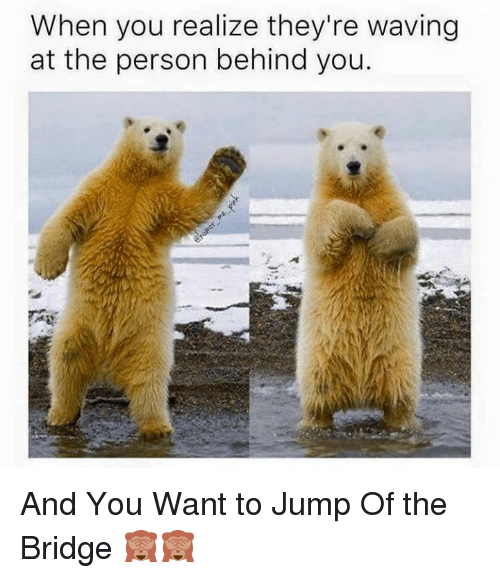 When you realize they're waving
at the person behind you.
@humor_me_pink
And You Want to Jump Of the
Bridge 🙈🙈